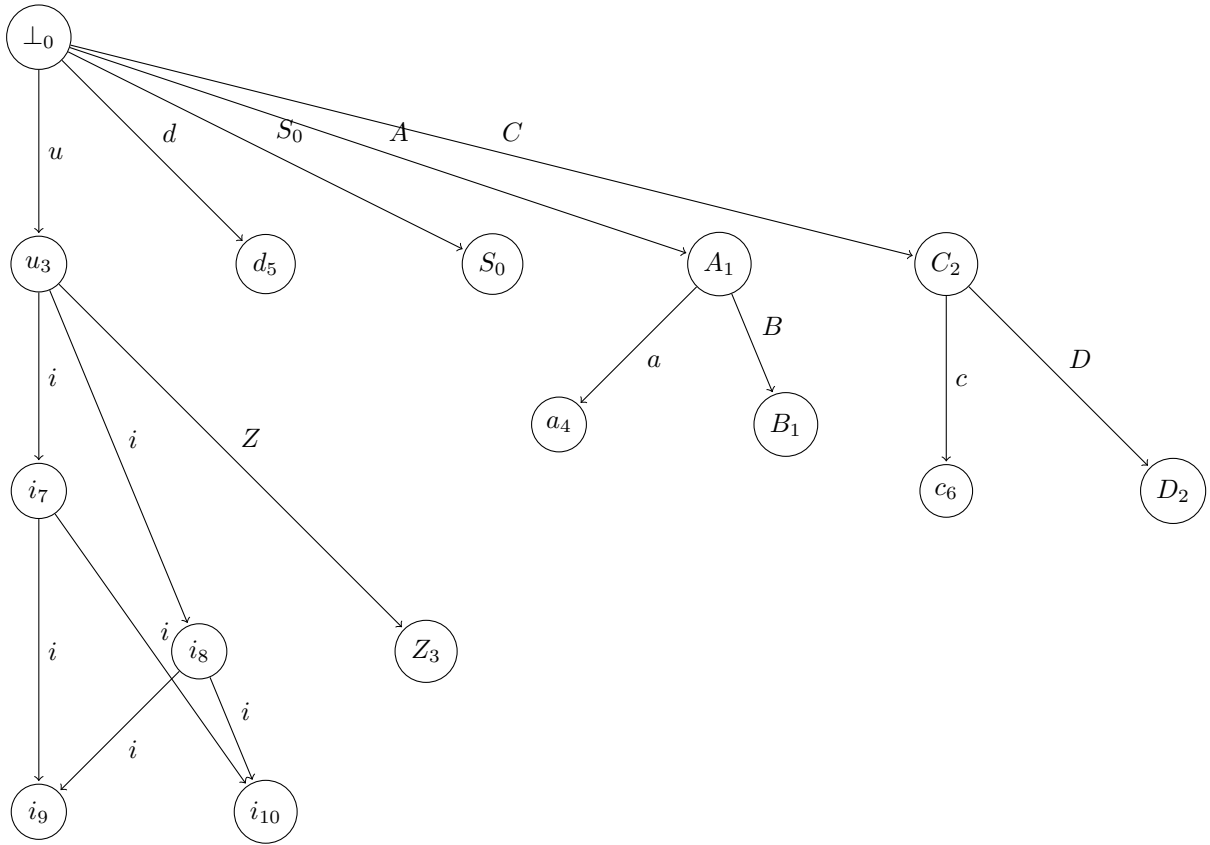 ⊥₀
d
S₀
A
C
u
u₃
d₅
S₀
A₁
C₂
B
a
D
i
c
a₄
B₁
i
Z
i₇
c₆
D₂
i
i₈
Z₃
i
i
i
i₉
i₁₀